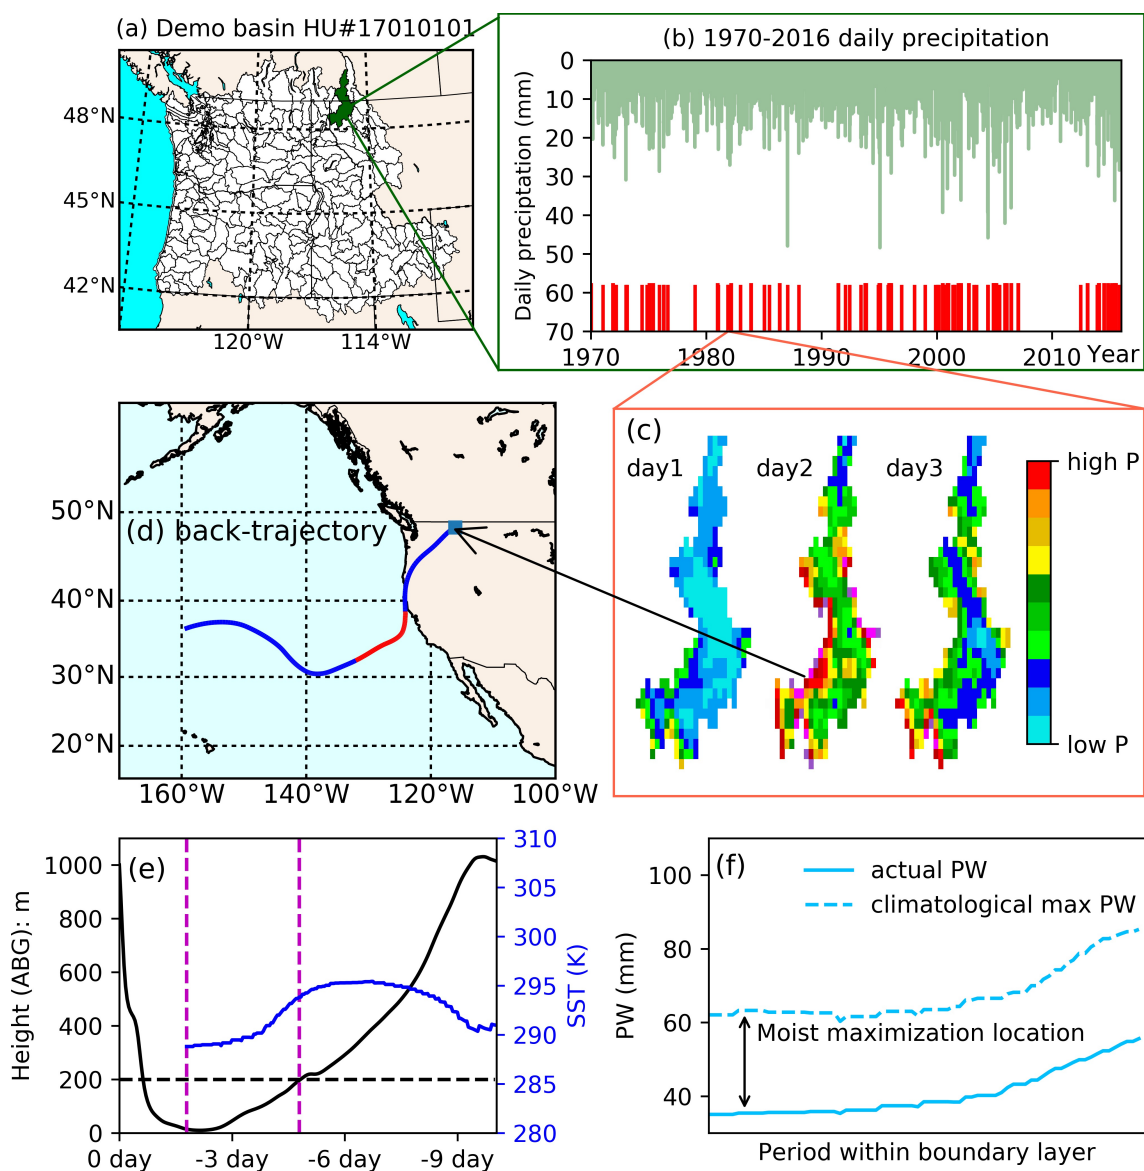 (a) Demo basin HU#17010101
48°N
45°N
42°N
120°W 114°W
(b) 1970-2016 daily precipitation
Daily preciptation (mm)
0
10
20
30
40
50
60
70
1970 1980 1990 2000 2010 Year
(c)
day1 day2 day3
high P
low P
(d) back-trajectory
50°N
40°N
30°N
20°N
160°W 140°W 120°W 100°W
(e)
Height (ABG): m
1000
800
600
400
200
0
0 day -3 day -6 day -9 day
310
305
300
295
290
285
280
SST (K)
(f)
actual PW
climatological max PW
PW (mm)
100
80
60
40
Moist maximization location
Period within boundary layer